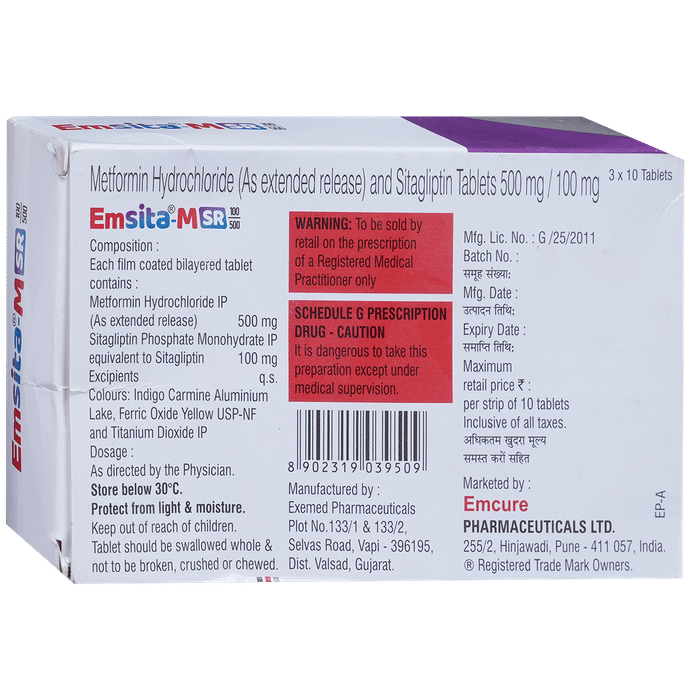 Emsita-M SR 100/500
Emsita®-M SR 100/500
Metformin Hydrochloride (As extended release) and Sitagliptin Tablets 500 mg / 100 mg
3 x 10 Tablets
Emsita®-M SR 100/500
Composition :
Each film coated bilayered tablet
contains :
Metformin Hydrochloride IP
(As extended release) 500 mg
Sitagliptin Phosphate Monohydrate IP
equivalent to Sitagliptin 100 mg
Excipients q.s.
Colours: Indigo Carmine Aluminium
Lake, Ferric Oxide Yellow USP-NF
and Titanium Dioxide IP
Dosage :
As directed by the Physician.
Store below 30°C.
Protect from light & moisture.
Keep out of reach of children.
Tablet should be swallowed whole &
not to be broken, crushed or chewed.
WARNING: To be sold by
retail on the prescription
of a Registered Medical
Practitioner only
SCHEDULE G PRESCRIPTION
DRUG - CAUTION
It is dangerous to take this
preparation except under
medical supervision.
8 902319 039509
Manufactured by :
Exemed Pharmaceuticals
Plot No.133/1 & 133/2,
Selvas Road, Vapi - 396195,
Dist. Valsad, Gujarat.
Mfg. Lic. No. : G /25/2011
Batch No. :
समूह संख्या:
Mfg. Date :
उत्पादन तिथि:
Expiry Date :
समाप्ति तिथि:
Maximum
retail price ₹ :
per strip of 10 tablets
Inclusive of all taxes.
अधिकतम खुदरा मूल्य
समस्त करों सहित
Marketed by :
Emcure
PHARMACEUTICALS LTD.
255/2, Hinjawadi, Pune - 411 057, India.
® Registered Trade Mark Owners.
EP-A